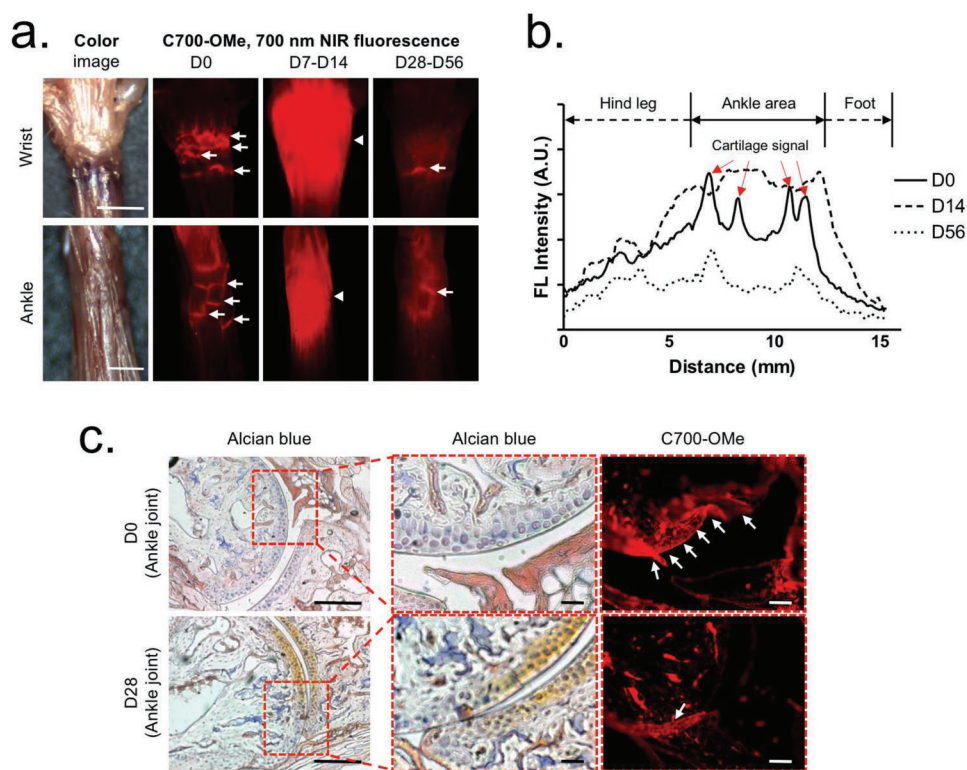 a.
Color
image
C700-OMe, 700 nm NIR fluorescence
D0
D7-D14
D28-D56
Wrist
Ankle
b.
Hind leg
Ankle area
Foot
Cartilage signal
FL Intensity (A.U.)
D0
D14
D56
0
5
10
15
Distance (mm)
c.
Alcian blue
Alcian blue
C700-OMe
D0
(Ankle joint)
D28
(Ankle joint)